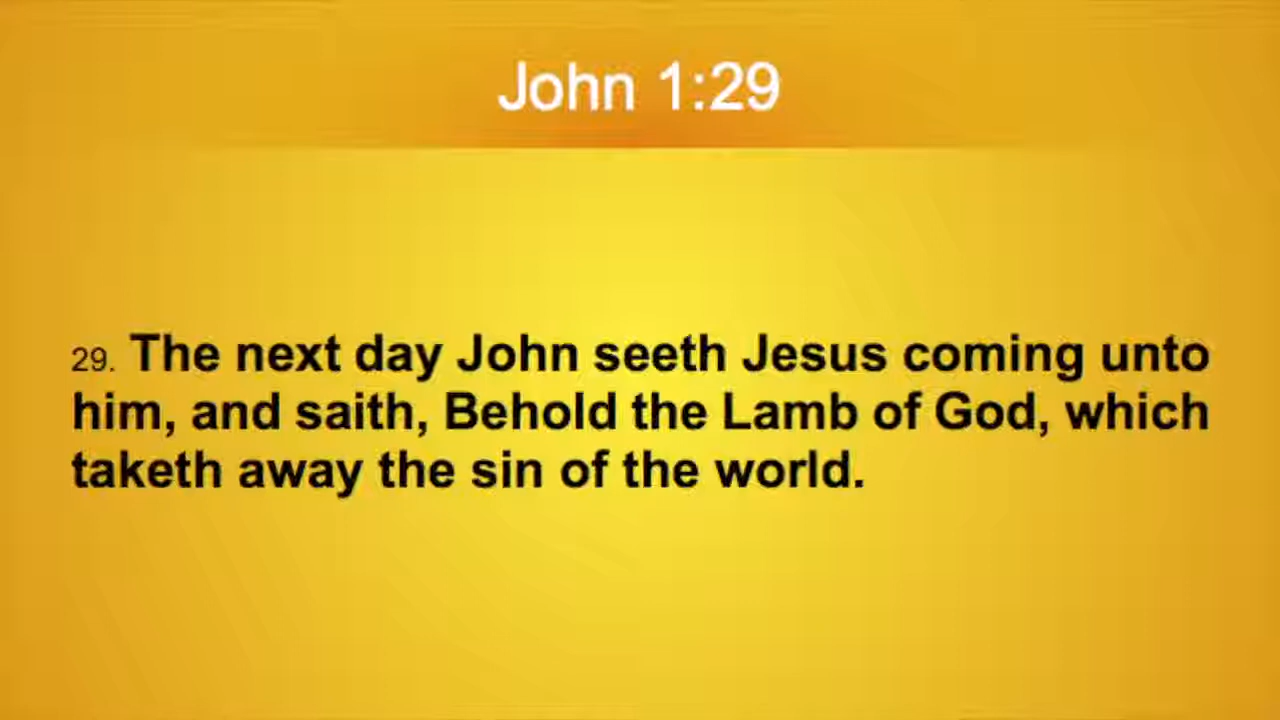 John 1:29
29. The next day John seeth Jesus coming unto
him, and saith, Behold the Lamb of God, which
taketh away the sin of the world.